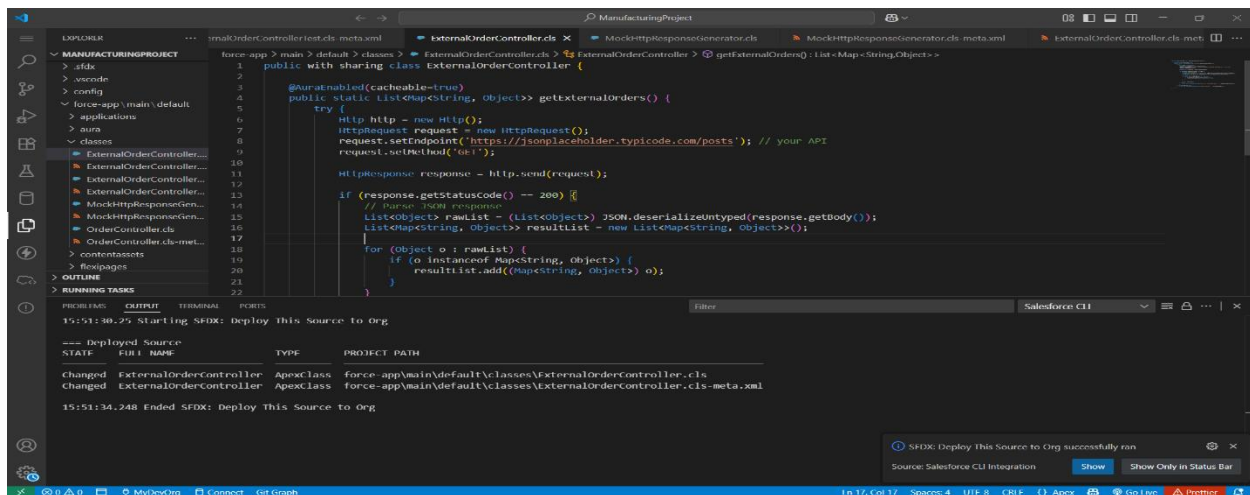 ManufacturingProject
EXPLORER
MANUFACTURINGPROJECT
.sfdx
.vscode
config
force-app\main\default
applications
aura
classes
ExternalOrderController....
ExternalOrderController...
ExternalOrderController...
ExternalOrderController...
MockHttpResponseGen...
MockHttpResponseGen...
OrderController.cls
OrderController.cls-met...
contentassets
flexipages
OUTLINE
RUNNING TASKS
rnalOrderControllerTest.cls-meta.xml ExternalOrderController.cls MockHttpResponseGenerator.cls MockHttpResponseGenerator.cls-meta.xml ExternalOrderController.cls-meta
force-app > main > default > classes > ExternalOrderController.cls > ExternalOrderController > getExternalOrders() : List<Map<String,Object>>
1 public with sharing class ExternalOrderController {
2
3 @AuraEnabled(cacheable=true)
4 public static List<Map<String, Object>> getExternalOrders() {
5 try {
6 Http http = new Http();
7 HttpRequest request = new HttpRequest();
8 request.setEndpoint('https://jsonplaceholder.typicode.com/posts'); // your API
9 request.setMethod('GET');
10
11 HttpResponse response = http.send(request);
12
13 if (response.getStatusCode() == 200) {
14 // Parse JSON response
15 List<Object> rawList = (List<Object>) JSON.deserializeUntyped(response.getBody());
16 List<Map<String, Object>> resultList = new List<Map<String, Object>>();
17
18 for (Object o : rawList) {
19 if (o instanceof Map<String, Object>) {
20 resultList.add((Map<String, Object>) o);
21 }
22 }
PROBLEMS OUTPUT TERMINAL PORTS Filter Salesforce CLI
15:51:30.25 Starting SFDX: Deploy This Source to Org
=== Deployed Source
STATE FULL NAME TYPE PROJECT PATH
Changed ExternalOrderController ApexClass force-app\main\default\classes\ExternalOrderController.cls
Changed ExternalOrderController ApexClass force-app\main\default\classes\ExternalOrderController.cls-meta.xml
15:51:34.248 Ended SFDX: Deploy This Source to Org
SFDX: Deploy This Source to Org successfully ran
Source: Salesforce CLI Integration Show Show Only in Status Bar
0 0 MyDevOrg Connect Git Graph Ln 17, Col 17 Spaces: 4 UTF-8 CRLF {} Apex Go Live Prettier